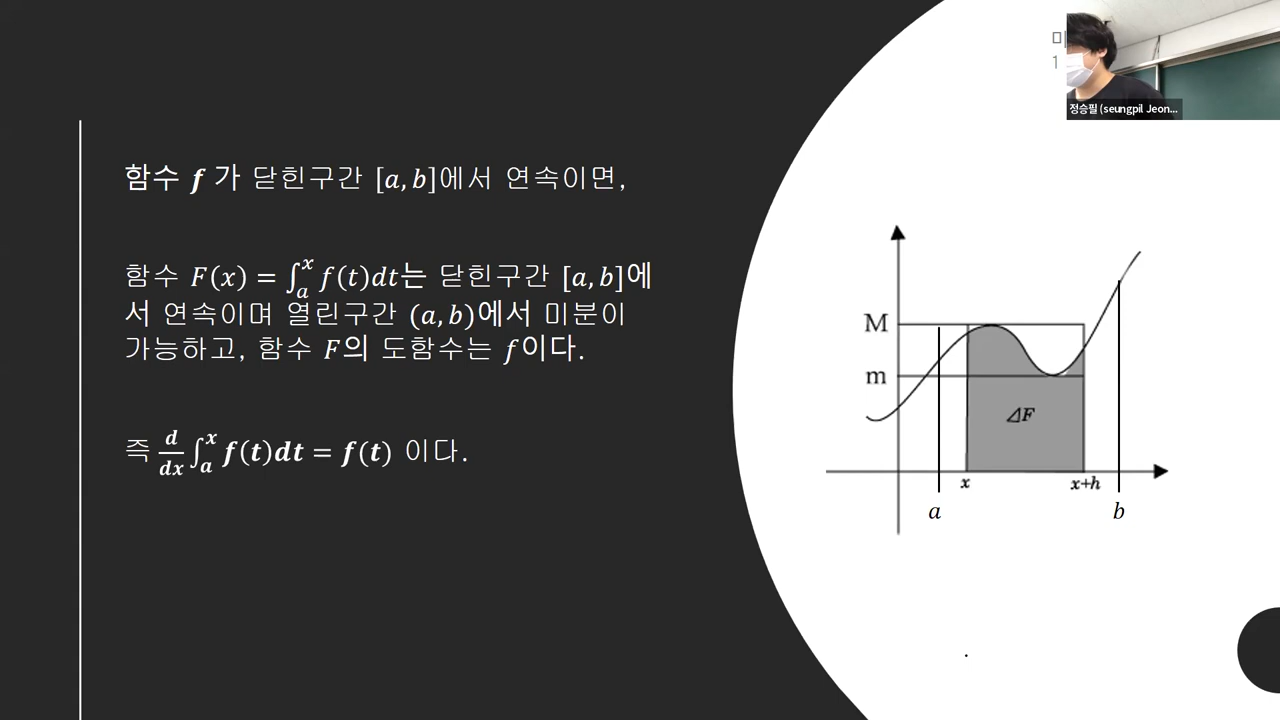 함수 f 가 닫힌구간 [a, b]에서 연속이면,
함수 F(x) = ∫ₐˣ f(t)dt는 닫힌구간 [a, b]에
서 연속이며 열린구간 (a, b)에서 미분이
가능하고, 함수 F의 도함수는 f이다.
즉 d/dx ∫ₐˣ f(t)dt = f(t) 이다.
M
m
ΔF
x
x+h
a
b
1
정승필 (seungpil Jeon...